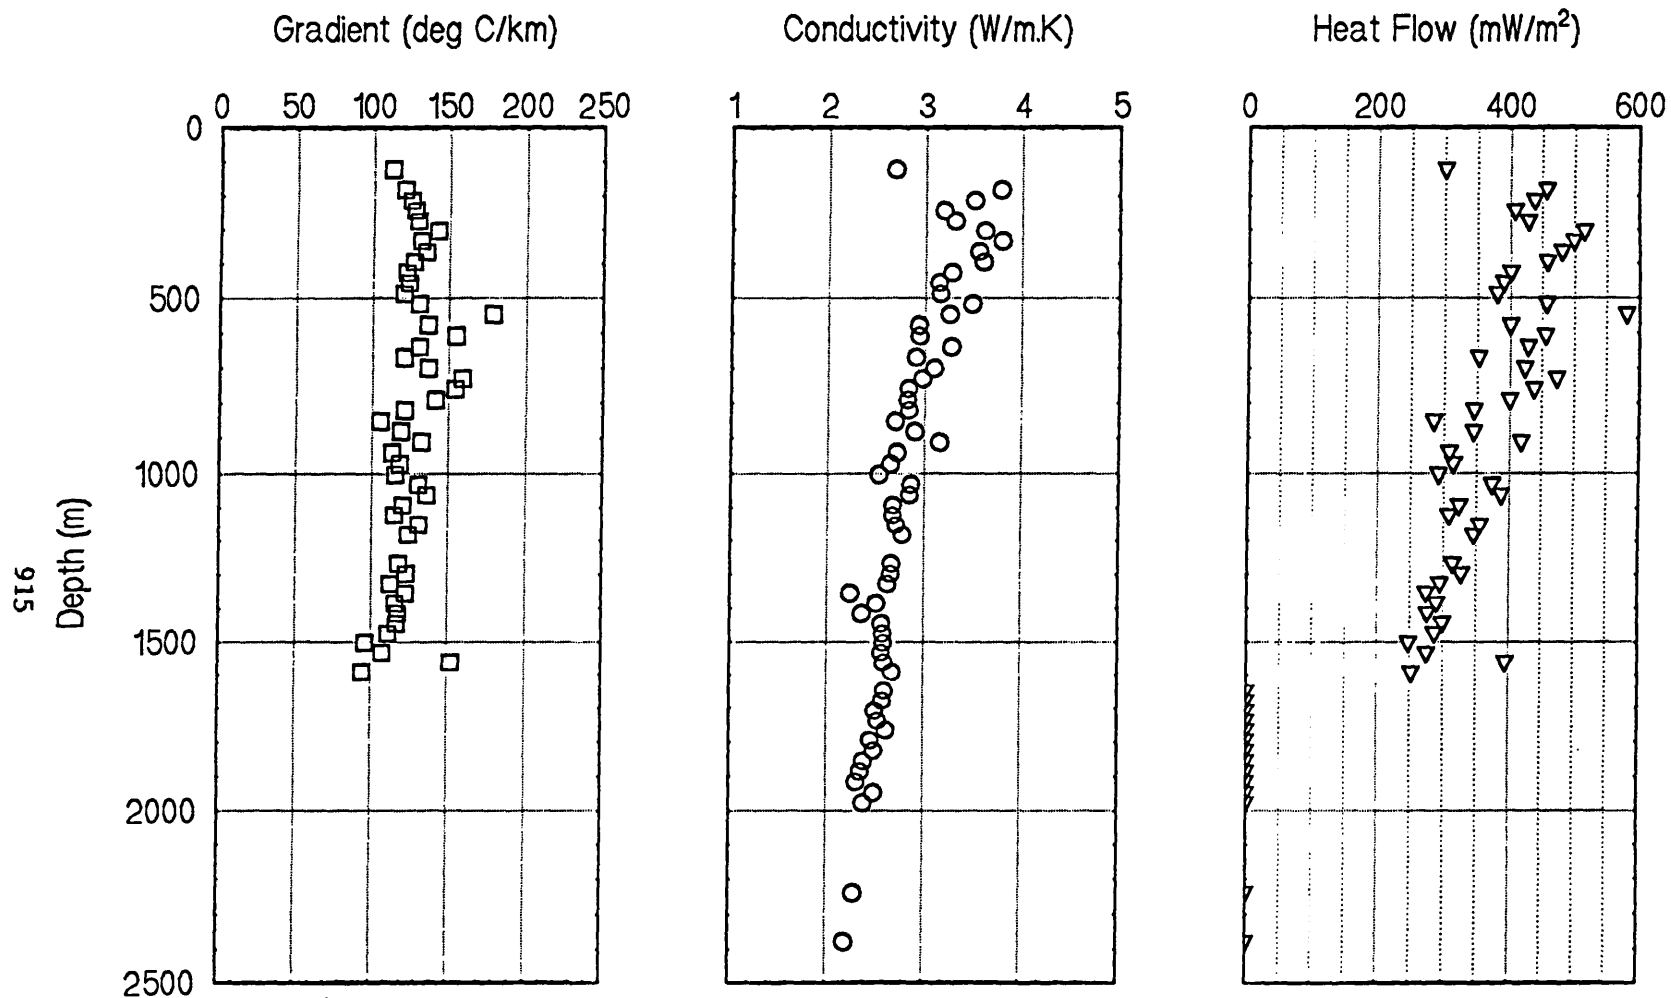 Gradient (deg C/km)
Conductivity (W/m.K)
Heat Flow (mW/m²)
0 50 100 150 200 250
1 2 3 4 5
0 200 400 600
0
500
1000
1500
2000
2500
Depth (m)
915